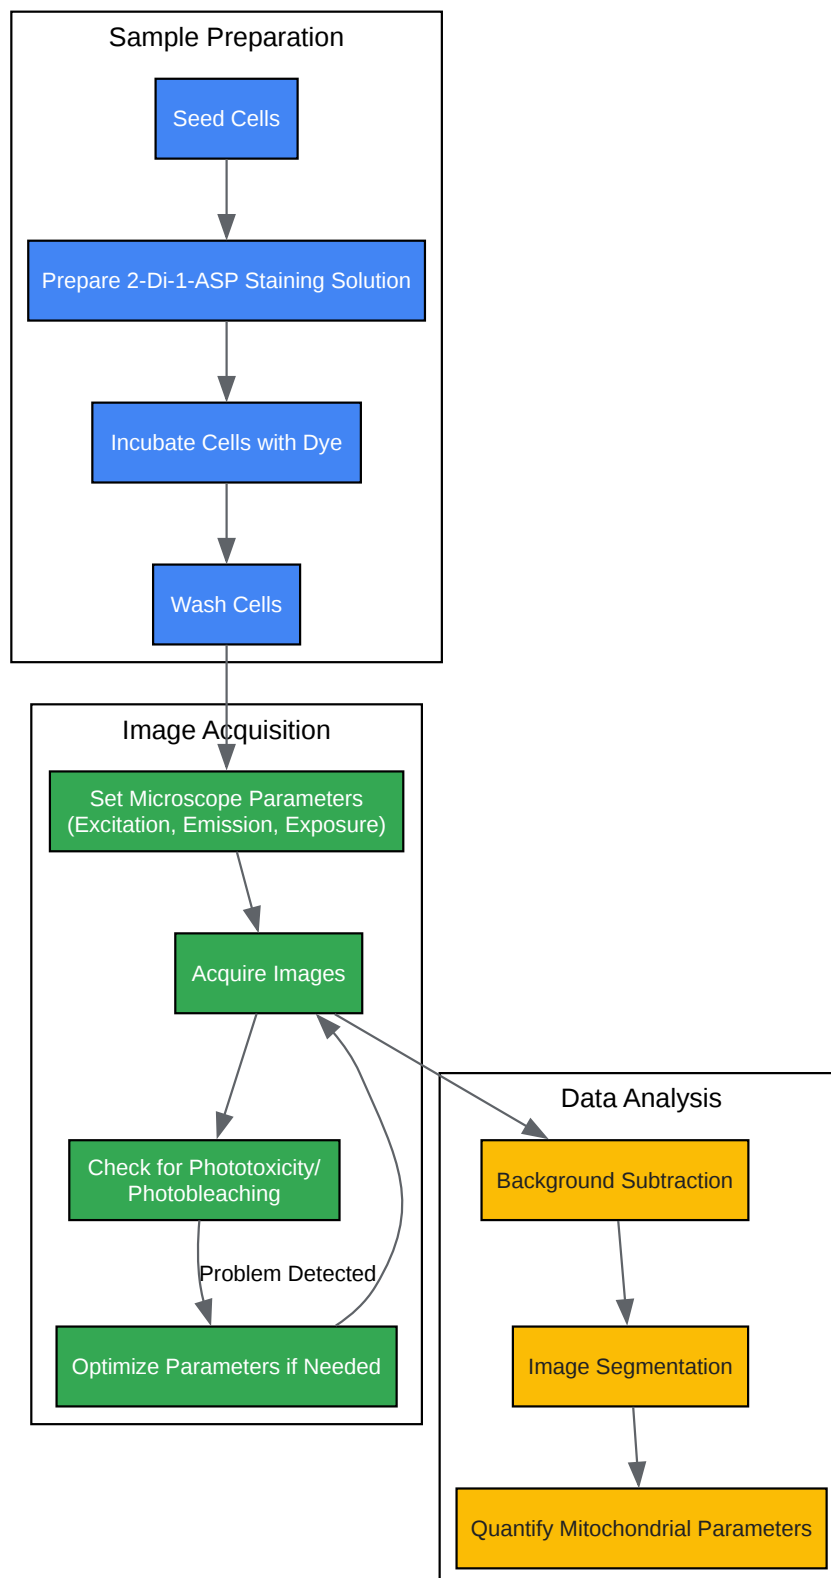 Sample Preparation
Seed Cells
Prepare 2-Di-1-ASP Staining Solution
Incubate Cells with Dye
Wash Cells
Image Acquisition
Set Microscope Parameters
(Excitation, Emission, Exposure)
Acquire Images
Check for Phototoxicity/
Photobleaching
Problem Detected
Optimize Parameters if Needed
Data Analysis
Background Subtraction
Image Segmentation
Quantify Mitochondrial Parameters